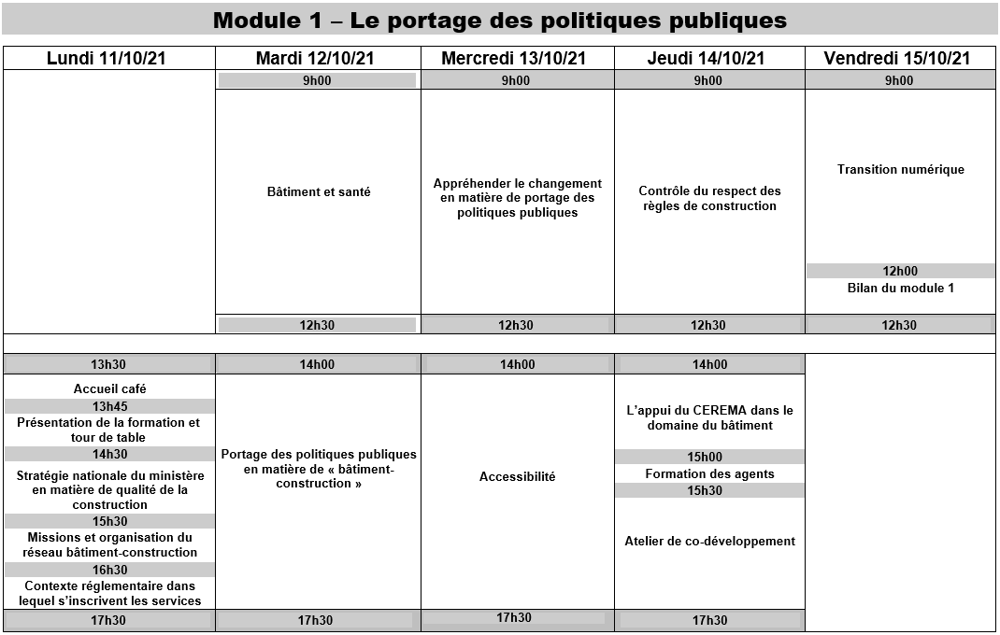 Module 1 – Le portage des politiques publiques
Lundi 11/10/21
Mardi 12/10/21
Mercredi 13/10/21
Jeudi 14/10/21
Vendredi 15/10/21
9h00
9h00
9h00
9h00
Bâtiment et santé
Appréhender le changement
en matière de portage des
politiques publiques
Contrôle du respect des
règles de construction
Transition numérique
12h00
Bilan du module 1
12h30
12h30
12h30
12h30
13h30
14h00
14h00
14h00
Accueil café
13h45
Présentation de la formation et
tour de table
14h30
Stratégie nationale du ministère
en matière de qualité de la
construction
15h30
Missions et organisation du
réseau bâtiment-construction
16h30
Contexte réglementaire dans
lequel s’inscrivent les services
Portage des politiques publiques
en matière de « bâtiment-
construction »
Accessibilité
L’appui du CEREMA dans le
domaine du bâtiment
15h00
Formation des agents
15h30
Atelier de co-développement
17h30
17h30
17h30
17h30